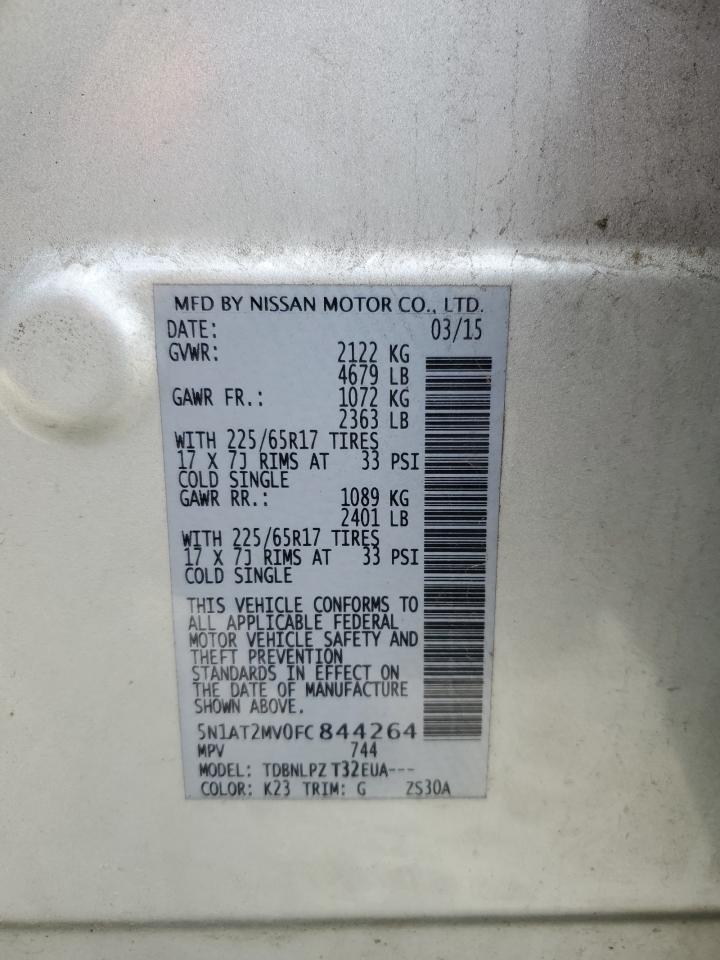 MFD BY NISSAN MOTOR CO., LTD.
DATE: 03/15
GVWR: 2122 KG
4679 LB
GAWR FR.: 1072 KG
2363 LB
WITH 225/65R17 TIRES
17 X 7J RIMS AT 33 PSI
COLD SINGLE
GAWR RR.: 1089 KG
2401 LB
WITH 225/65R17 TIRES
17 X 7J RIMS AT 33 PSI
COLD SINGLE
THIS VEHICLE CONFORMS TO
ALL APPLICABLE FEDERAL
MOTOR VEHICLE SAFETY AND
THEFT PREVENTION
STANDARDS IN EFFECT ON
THE DATE OF MANUFACTURE
SHOWN ABOVE.
5N1AT2MV0FC844264
MPV 744
MODEL: TDBNLPZ T32EUA---
COLOR: K23 TRIM: G ZS30A